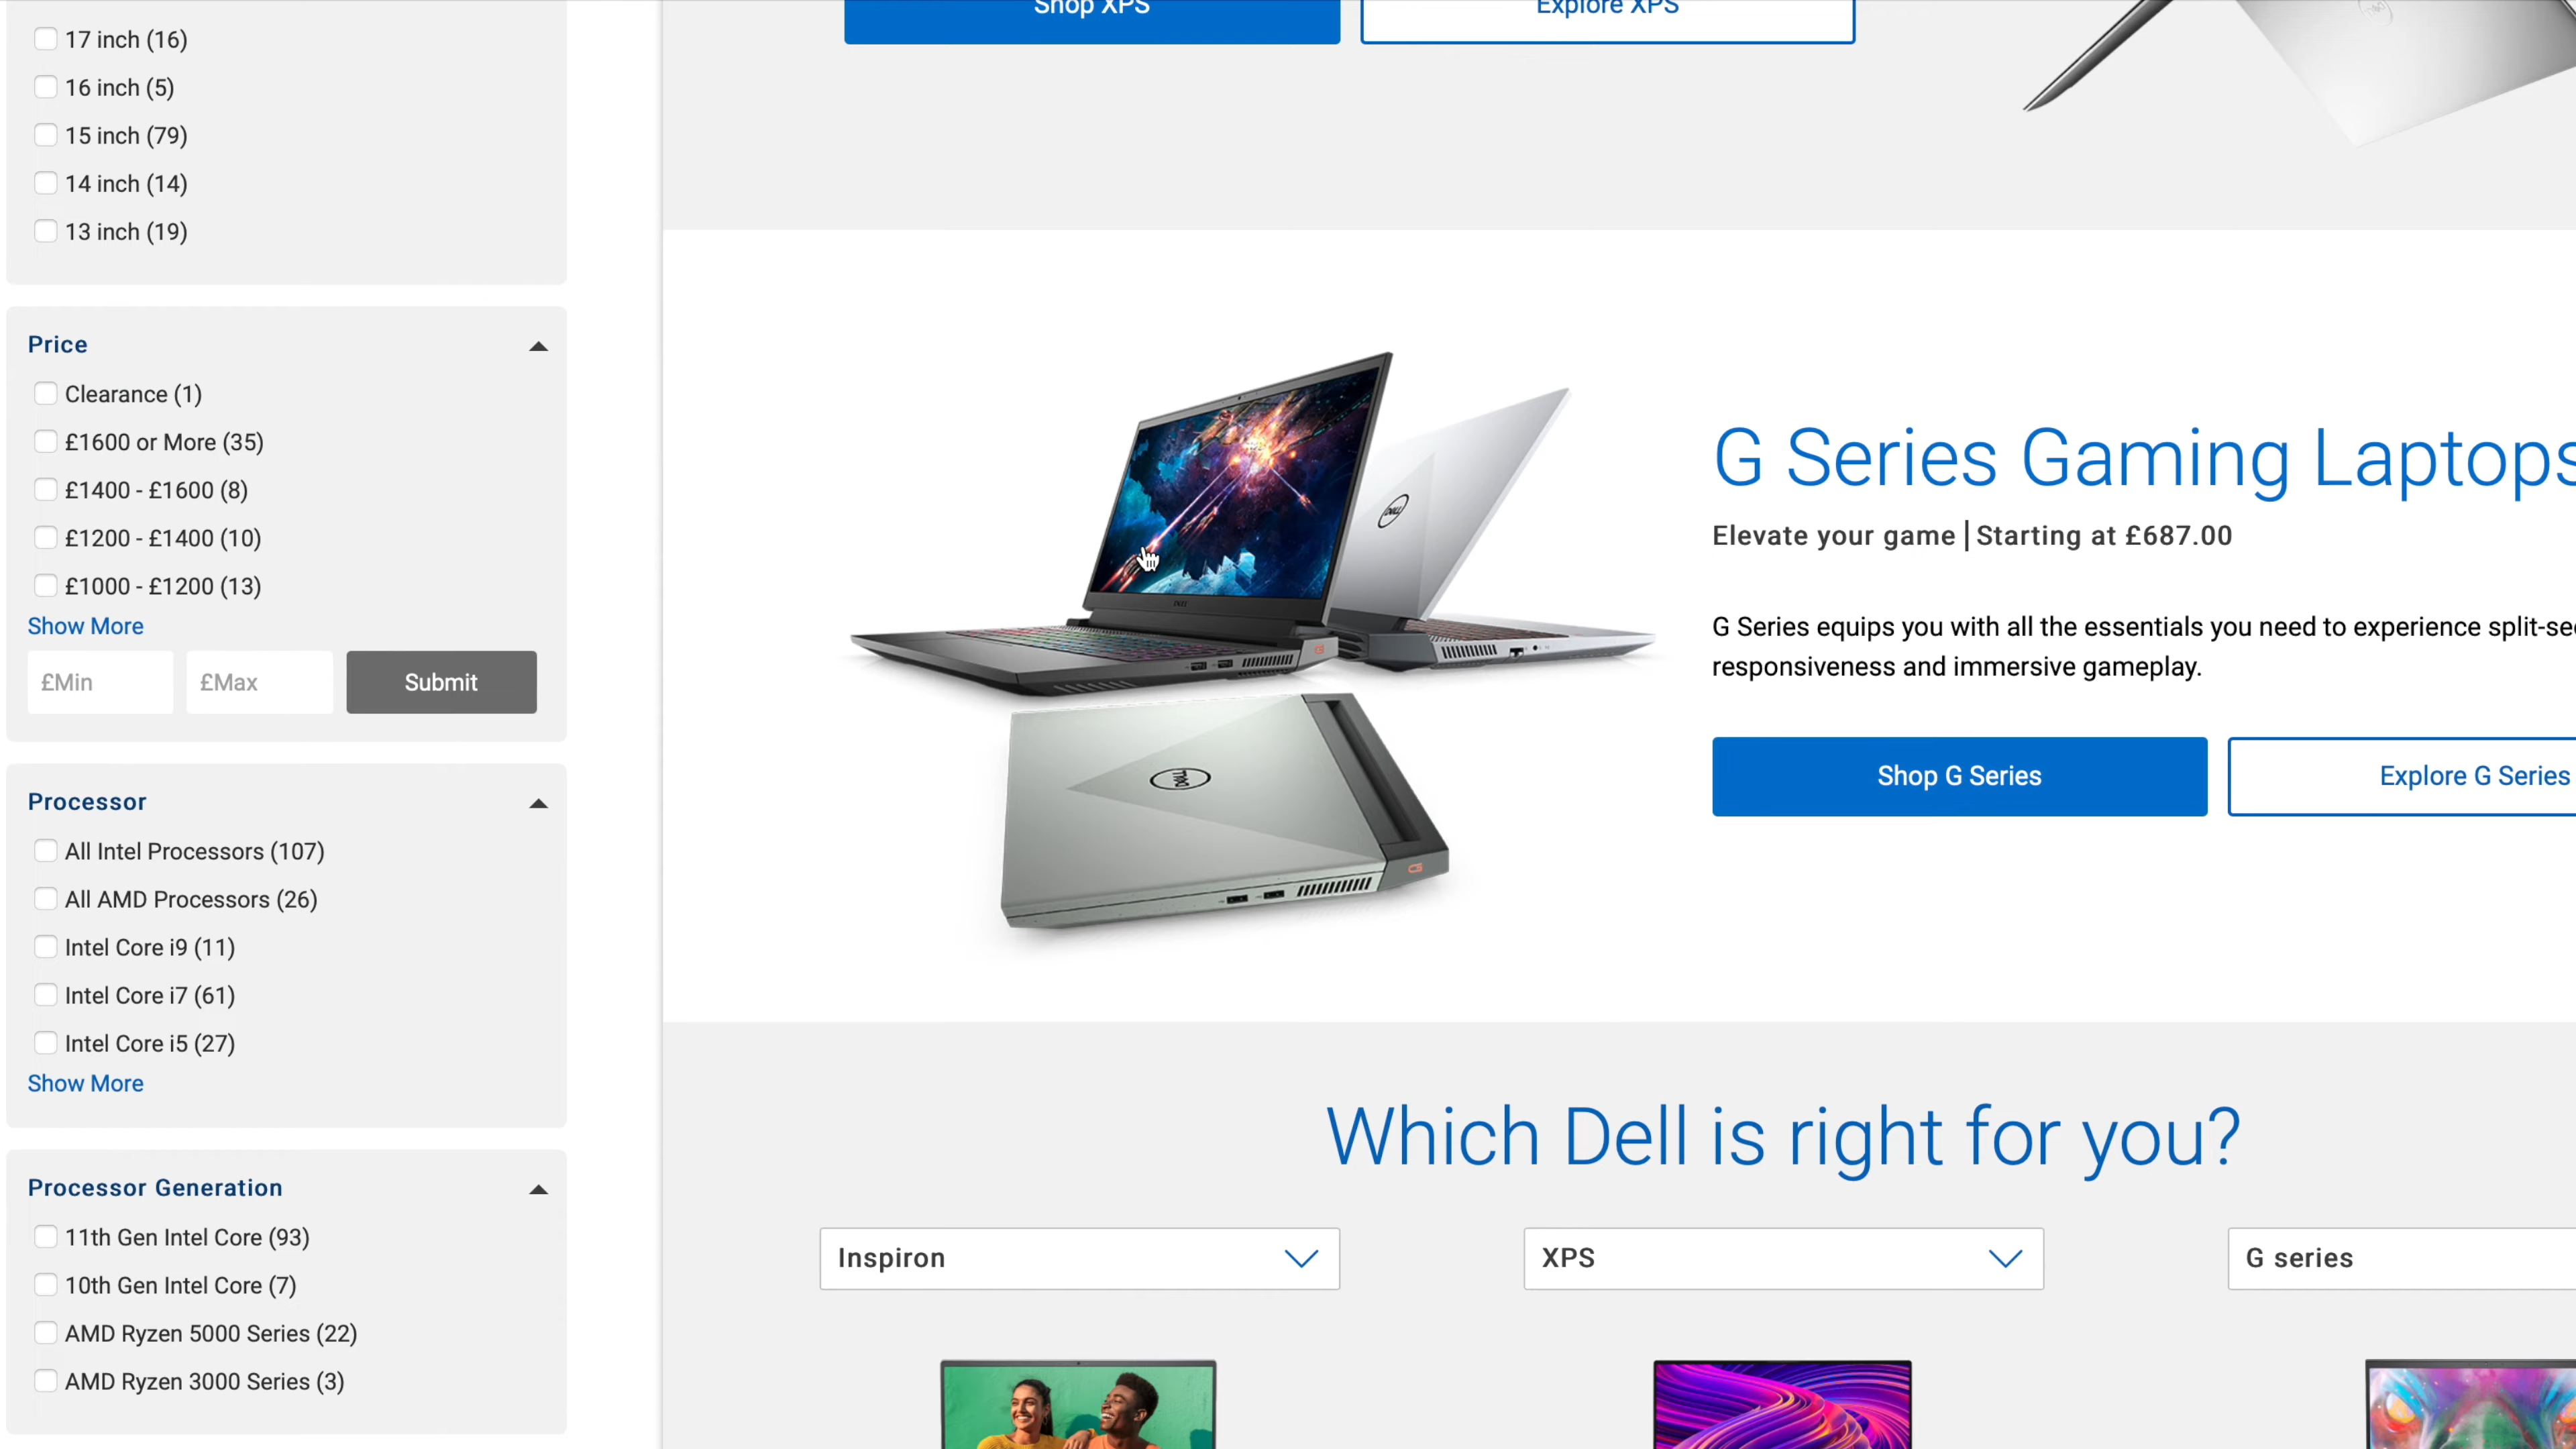 17 inch (16)
16 inch (5)
15 inch (79)
14 inch (14)
13 inch (19)
Price
Clearance (1)
£1600 or More (35)
£1400 - £1600 (8)
£1200 - £1400 (10)
£1000 - £1200 (13)
Show More
£Min
£Max
Submit
Processor
All Intel Processors (107)
All AMD Processors (26)
Intel Core i9 (11)
Intel Core i7 (61)
Intel Core i5 (27)
Show More
Processor Generation
11th Gen Intel Core (93)
10th Gen Intel Core (7)
AMD Ryzen 5000 Series (22)
AMD Ryzen 3000 Series (3)
Shop XPS
Explore XPS
DELL
DELL
DELL
G Series Gaming Laptops
Elevate your game | Starting at £687.00
G Series equips you with all the essentials you need to experience split-se
responsiveness and immersive gameplay.
Shop G Series
Explore G Series
Which Dell is right for you?
Inspiron
XPS
G series